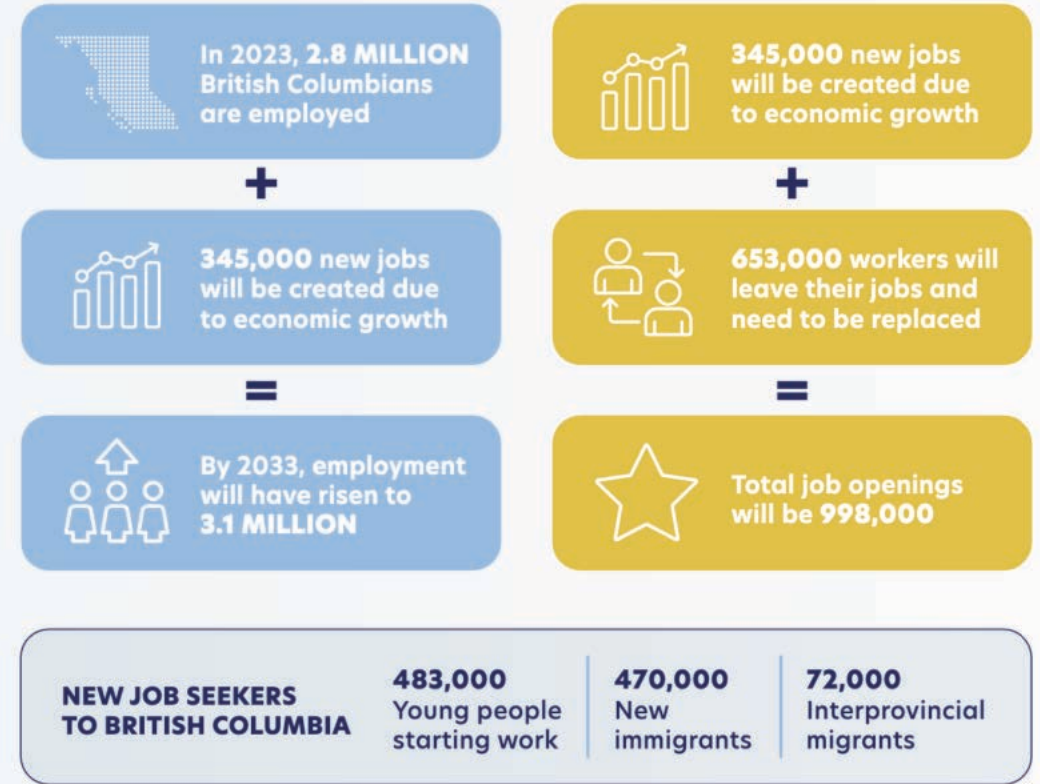 In 2023, 2.8 MILLION
British Columbians
are employed
+
345,000 new jobs
will be created due
to economic growth
=
By 2033, employment
will have risen to
3.1 MILLION
345,000 new jobs
will be created due
to economic growth
+
653,000 workers will
leave their jobs and
need to be replaced
=
Total job openings
will be 998,000
NEW JOB SEEKERS
TO BRITISH COLUMBIA
483,000
Young people
starting work
470,000
New
immigrants
72,000
Interprovincial
migrants